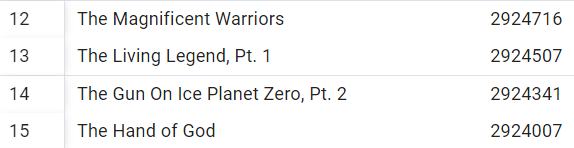 12 The Magnificent Warriors 2924716
13 The Living Legend, Pt. 1 2924507
14 The Gun On Ice Planet Zero, Pt. 2 2924341
15 The Hand of God 2924007